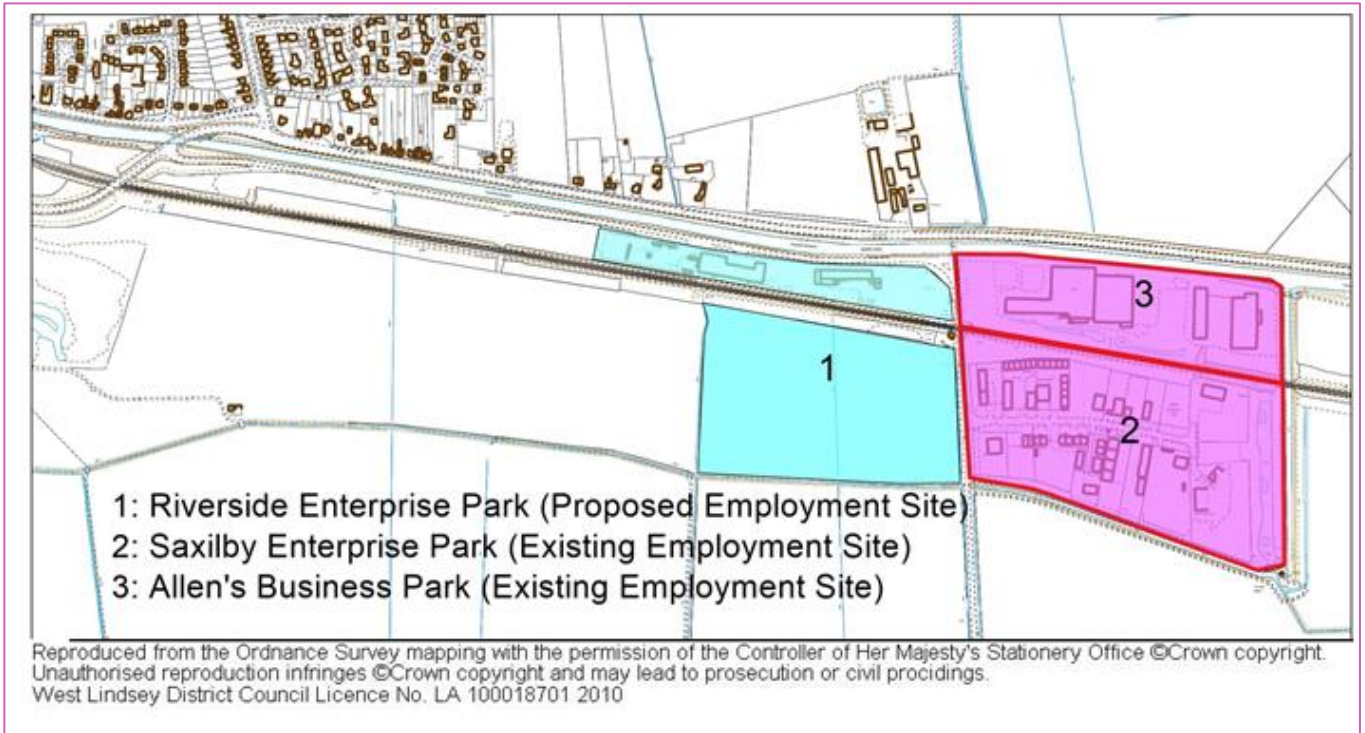 3
1
2
1: Riverside Enterprise Park (Proposed Employment Site)
2: Saxilby Enterprise Park (Existing Employment Site)
3: Allen's Business Park (Existing Employment Site)
Reproduced from the Ordnance Survey mapping with the permission of the Controller of Her Majesty's Stationery Office ©Crown copyright.
Unauthorised reproduction infringes ©Crown copyright and may lead to prosecution or civil procidings.
West Lindsey District Council Licence No. LA 100018701 2010